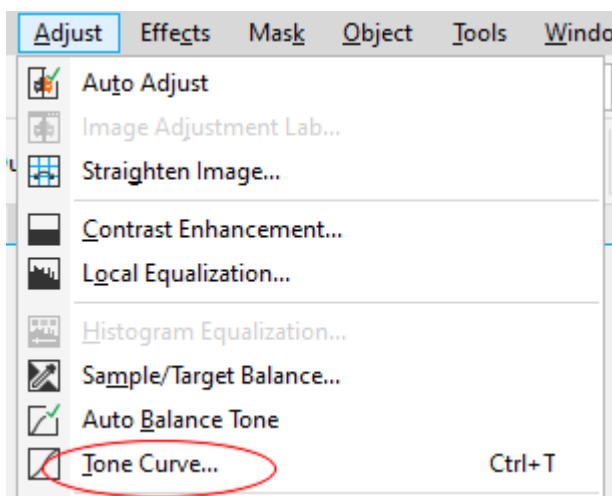 Adjust Effects Mask Object Tools
Auto Adjust
Image Adjustment Lab...
Straighten Image...
Contrast Enhancement...
Local Equalization...
Histogram Equalization...
Sample/Target Balance...
Auto Balance Tone
Tone Curve... Ctrl+T